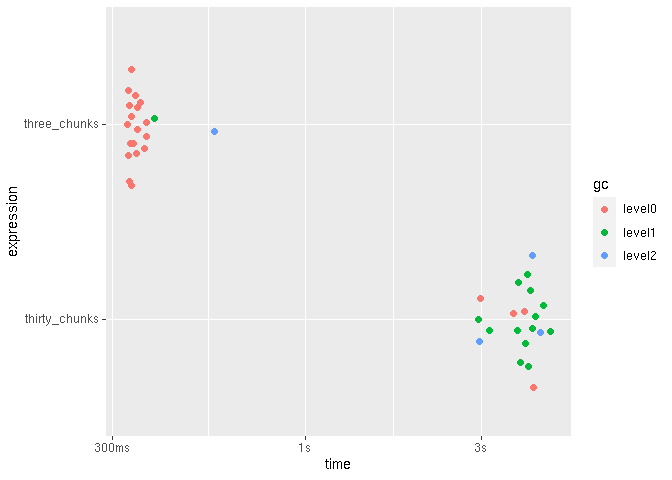 three_chunks
thirty_chunks
expression
300ms
1s
3s
time
gc
level0
level1
level2